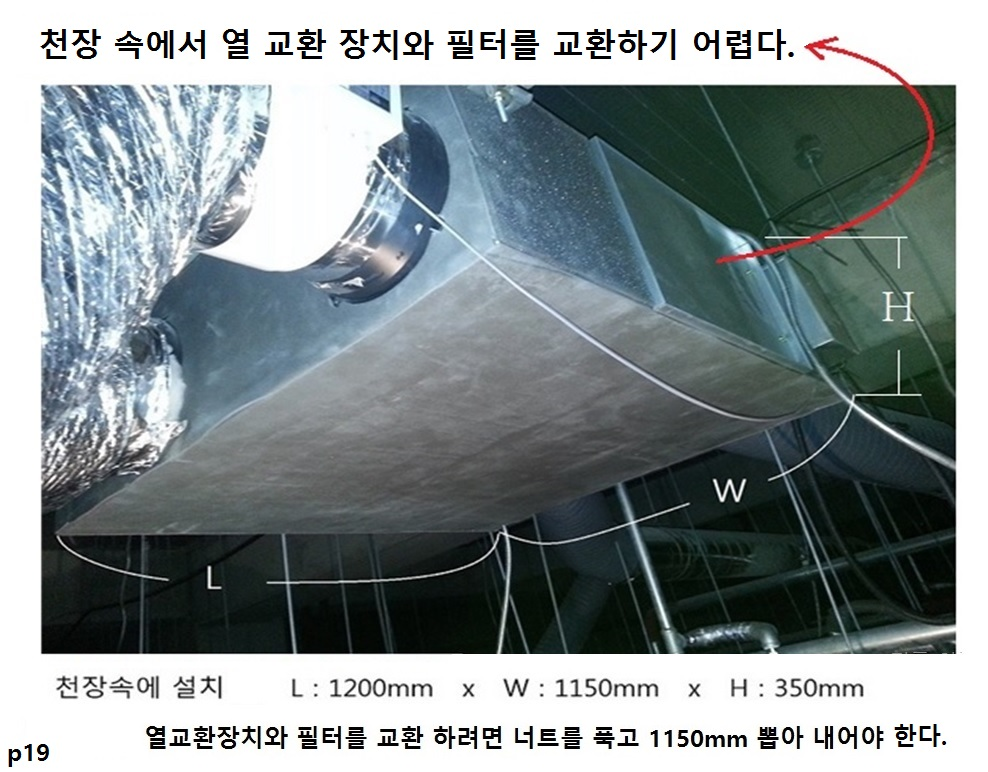 천장 속에서 열 교환 장치와 필터를 교환하기 어렵다.
H
W
L
천장속에 설치 L : 1200mm x W : 1150mm x H : 350mm
열교환장치와 필터를 교환 하려면 너트를 푹고 1150mm 뽑아 내어야 한다.
p19